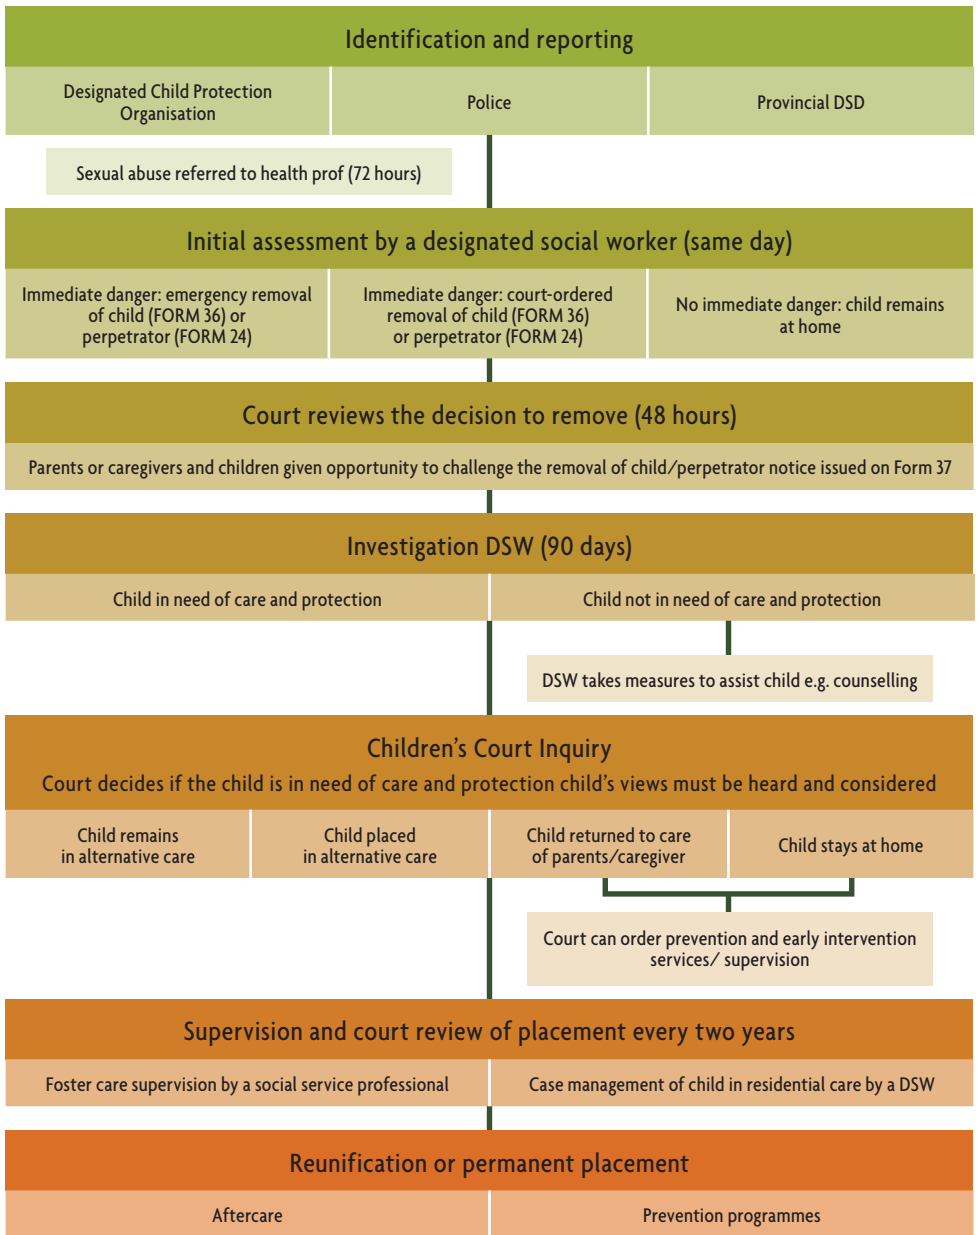 Identification and reporting
Designated Child Protection
Organisation
Police
Provincial DSD
Sexual abuse referred to health prof (72 hours)
Initial assessment by a designated social worker (same day)
Immediate danger: emergency removal
of child (FORM 36) or
perpetrator (FORM 24)
Immediate danger: court-ordered
removal of child (FORM 36)
or perpetrator (FORM 24)
No immediate danger: child remains
at home
Court reviews the decision to remove (48 hours)
Parents or caregivers and children given opportunity to challenge the removal of child/perpetrator notice issued on Form 37
Investigation DSW (90 days)
Child in need of care and protection
Child not in need of care and protection
DSW takes measures to assist child e.g. counselling
Children's Court Inquiry
Court decides if the child is in need of care and protection child's views must be heard and considered
Child remains
in alternative care
Child placed
in alternative care
Child returned to care
of parents/caregiver
Child stays at home
Court can order prevention and early intervention
services/ supervision
Supervision and court review of placement every two years
Foster care supervision by a social service professional
Case management of child in residential care by a DSW
Reunification or permanent placement
Aftercare
Prevention programmes